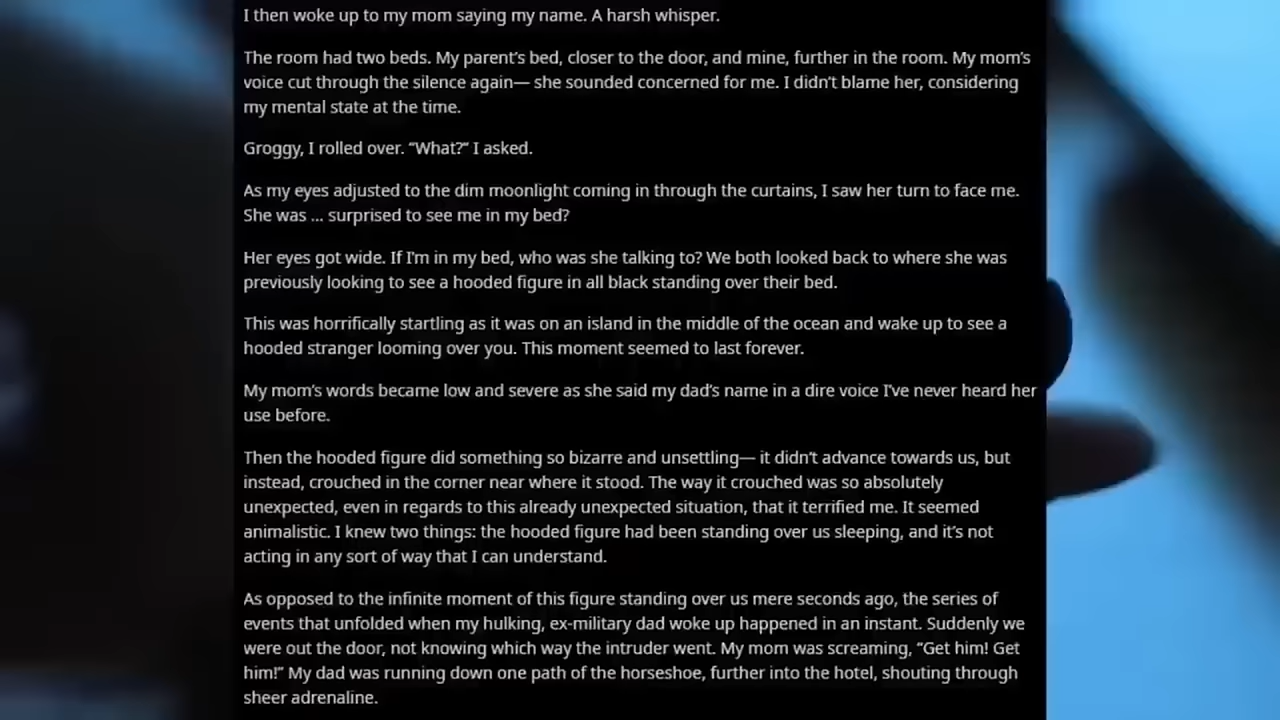 I then woke up to my mom saying my name. A harsh whisper.
The room had two beds. My parent's bed, closer to the door, and mine, further in the room. My mom's
voice cut through the silence again— she sounded concerned for me. I didn't blame her, considering
my mental state at the time.
Groggy, I rolled over. “What?” I asked.
As my eyes adjusted to the dim moonlight coming in through the curtains, I saw her turn to face me.
She was ... surprised to see me in my bed?
Her eyes got wide. If I'm in my bed, who was she talking to? We both looked back to where she was
previously looking to see a hooded figure in all black standing over their bed.
This was horrifically startling as it was on an island in the middle of the ocean and wake up to see a
hooded stranger looming over you. This moment seemed to last forever.
My mom's words became low and severe as she said my dad's name in a dire voice I've never heard her
use before.
Then the hooded figure did something so bizarre and unsettling— it didn't advance towards us, but
instead, crouched in the corner near where it stood. The way it crouched was so absolutely
unexpected, even in regards to this already unexpected situation, that it terrified me. It seemed
animalistic. I knew two things: the hooded figure had been standing over us sleeping, and it's not
acting in any sort of way that I can understand.
As opposed to the infinite moment of this figure standing over us mere seconds ago, the series of
events that unfolded when my hulking, ex-military dad woke up happened in an instant. Suddenly we
were out the door, not knowing which way the intruder went. My mom was screaming, “Get him! Get
him!” My dad was running down one path of the horseshoe, further into the hotel, shouting through
sheer adrenaline.